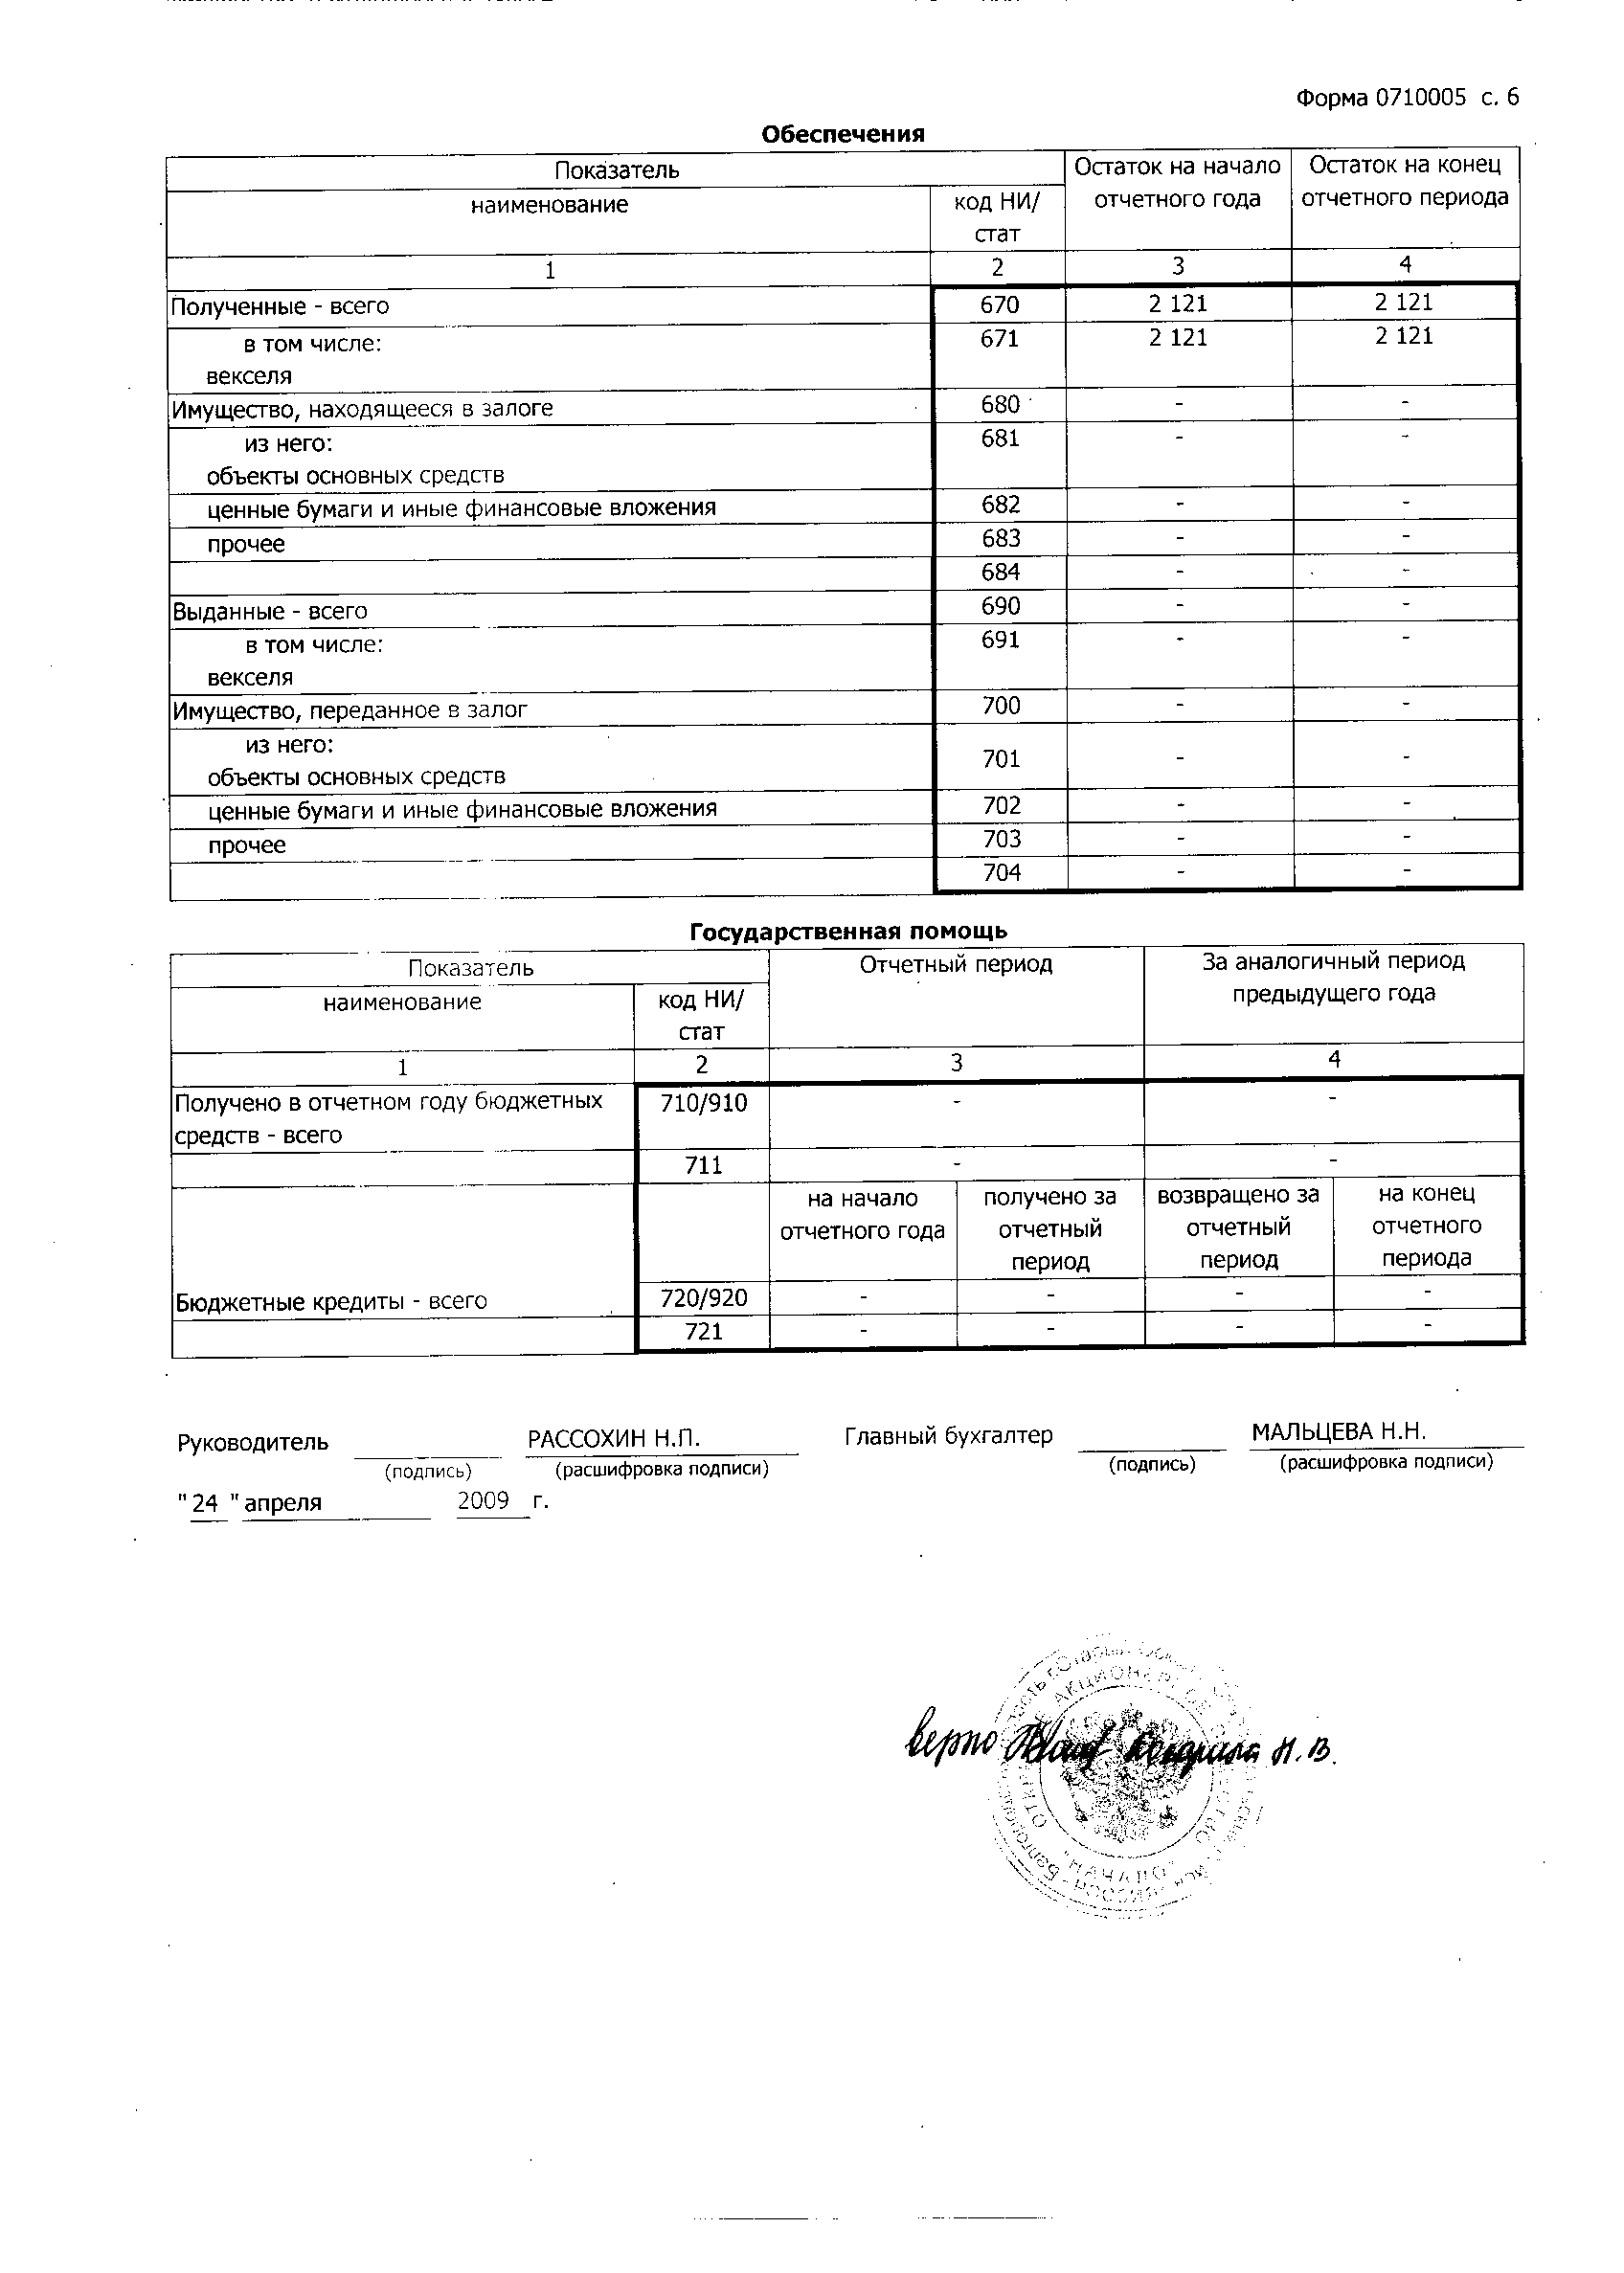 Форма 0710005 с. 6
Обеспечения
Показатель
Остаток на начало отчетного года
Остаток на конец отчетного периода
наименование
код НИ/стат
1 2 3 4
Полученные - всего 670 2 121 2 121
в том числе: 671 2 121 2 121
векселя
Имущество, находящееся в залоге 680 - -
из него: 681 - -
объекты основных средств
ценные бумаги и иные финансовые вложения 682 - -
прочее 683 - -
684 - -
Выданные - всего 690 - -
в том числе: 691 - -
векселя
Имущество, переданное в залог 700 - -
из него:
объекты основных средств 701 - -
ценные бумаги и иные финансовые вложения 702 - -
прочее 703 - -
704 - -
Государственная помощь
Показатель
Отчетный период
За аналогичный период предыдущего года
наименование
код НИ/стат
1 2 3 4
Получено в отчетном году бюджетных 710/910 - -
средств - всего
711 - -
на начало отчетного года
получено за отчетный период
возвращено за отчетный период
на конец отчетного периода
Бюджетные кредиты - всего 720/920 - - - -
721 - - - -
Руководитель РАССОХИН Н.П. Главный бухгалтер МАЛЬЦЕВА Н.Н.
(подпись) (расшифровка подписи) (подпись) (расшифровка подписи)
"24 " апреля 2009 г.
верно
Н.В.
"НАЧАЛО"